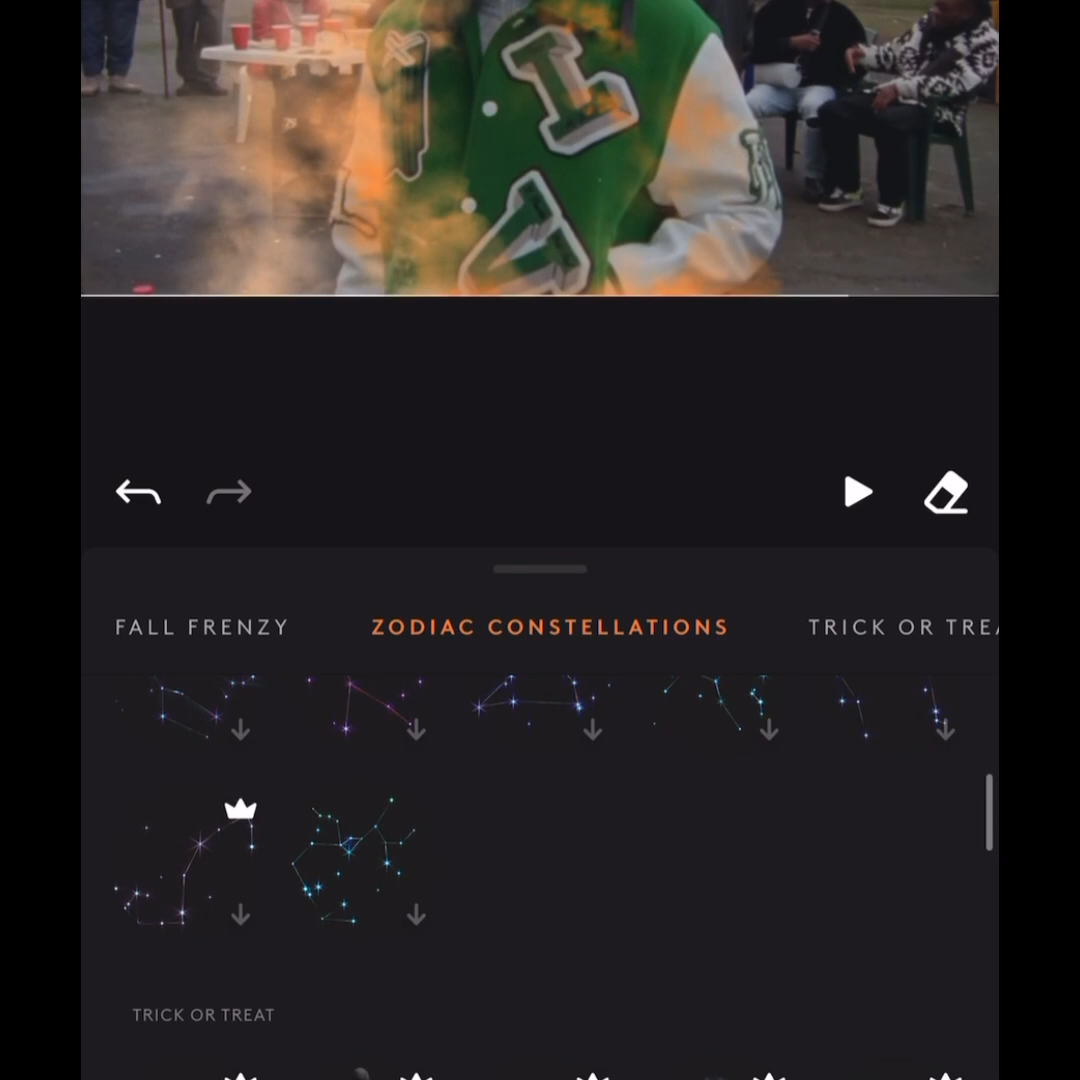 FALL FRENZY
ZODIAC CONSTELLATIONS
TRICK OR TREA
TRICK OR TREAT